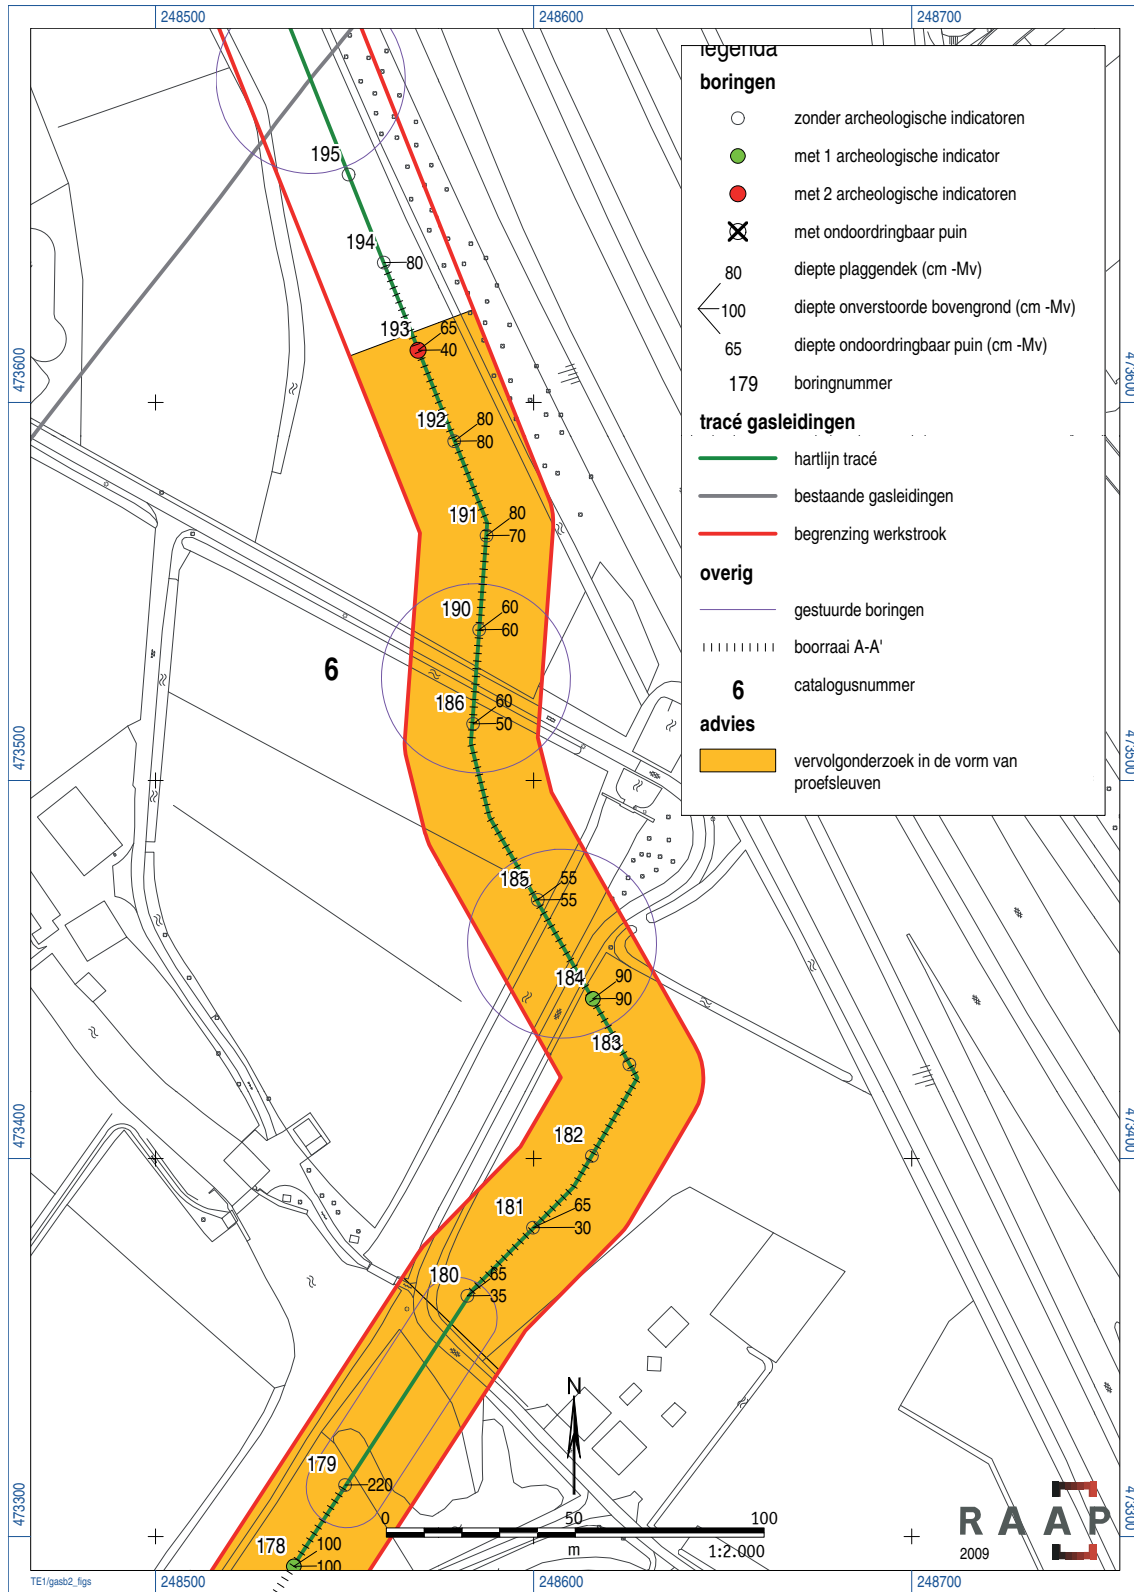 248500
248600
248700
legenda
boringen
zonder archeologische indicatoren
met 1 archeologische indicator
met 2 archeologische indicatoren
met ondoordringbaar puin
80 diepte plaggendek (cm -Mv)
100 diepte onverstoorde bovengrond (cm -Mv)
65 diepte ondoordringbaar puin (cm -Mv)
179 boringnummer
tracé gasleidingen
hartlijn tracé
bestaande gasleidingen
begrenzing werkstrook
overig
gestuurde boringen
boorraai A-A'
6 catalogusnummer
advies
vervolgonderzoek in de vorm van
proefsleuven
195
194
80
193
65
40
473600
473600
192
80
80
191
80
70
190
60
60
6
186
60
50
473500
473500
185
55
55
184
90
90
183
182
473400
473400
181
65
30
180
65
35
N
179
220
473300
473300
0 50 100
m 1:2.000
178
100
100
RAAP
2009
TE1/gasb2_figs
248500
248600
248700